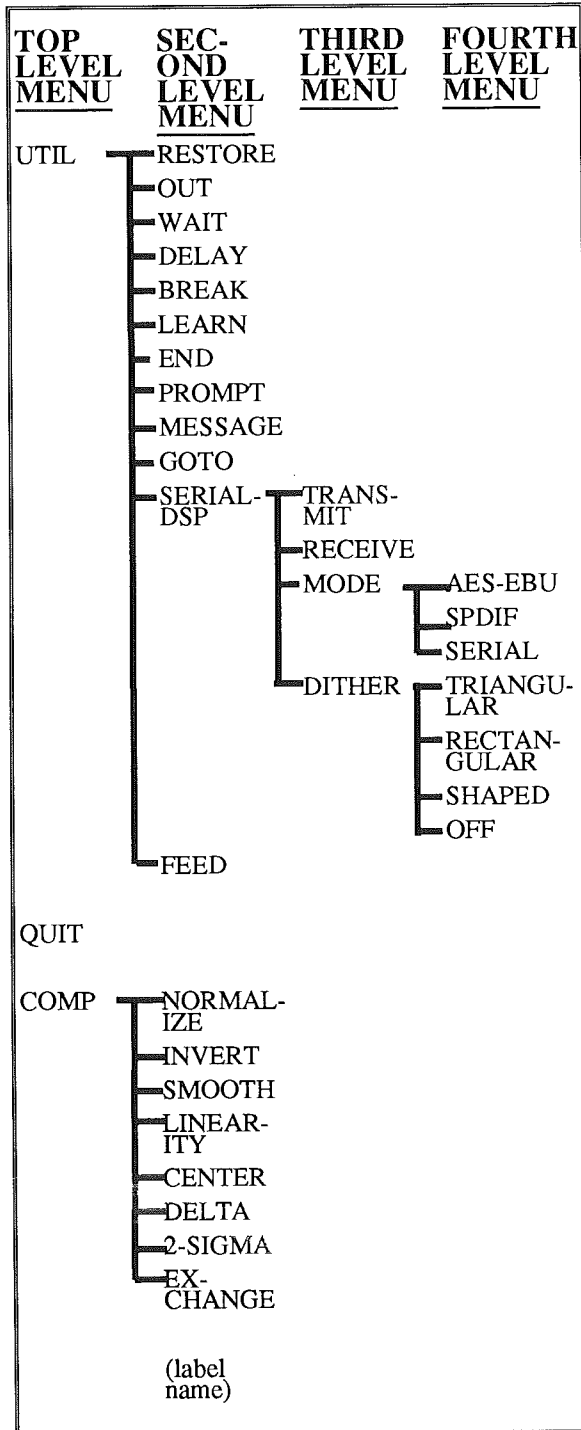 TOP LEVEL MENU
SEC-
OND
LEVEL
MENU
THIRD
LEVEL
MENU
FOURTH
LEVEL
MENU
UTIL
RESTORE
OUT
WAIT
DELAY
BREAK
LEARN
END
PROMPT
MESSAGE
GOTO
SERIAL-
DSP
TRANS-
MIT
RECEIVE
MODE
AES-EBU
SPDIF
SERIAL
DITHER
TRIANGU-
LAR
RECTAN-
GULAR
SHAPED
OFF
FEED
QUIT
COMP
NORMAL-
IZE
INVERT
SMOOTH
LINEAR-
ITY
CENTER
DELTA
2-SIGMA
EX-
CHANGE
(label
name)